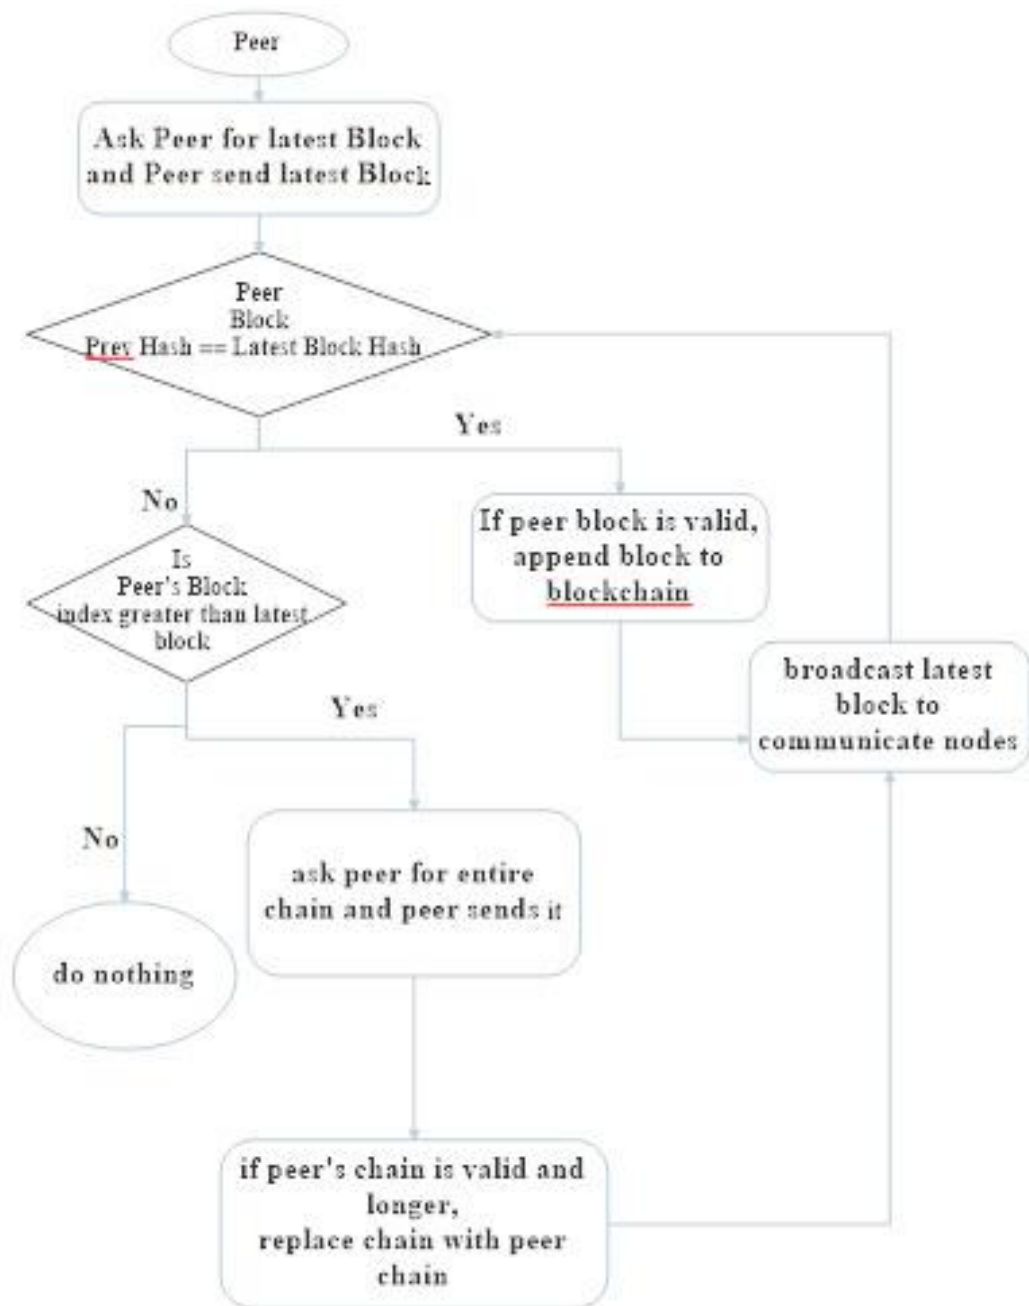 Peer
Ask Peer for latest Block
and Peer send latest Block
Peer
Block
Prev Hash == Latest Block Hash
Yes
No
If peer block is valid,
append block to
blockchain
Is
Peer's Block
index greater than latest
block
broadcast latest
block to
communicate nodes
Yes
No
ask peer for entire
chain and peer sends it
do nothing
if peer's chain is valid and
longer,
replace chain with peer
chain